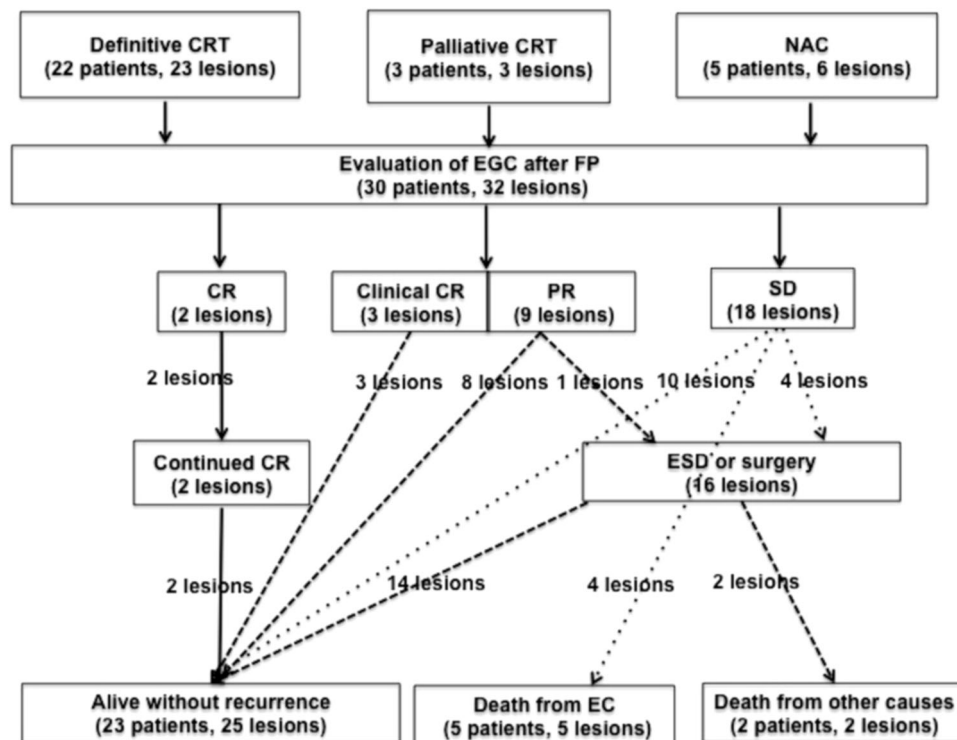 Definitive CRT
(22 patients, 23 lesions)
Palliative CRT
(3 patients, 3 lesions)
NAC
(5 patients, 6 lesions)
Evaluation of EGC after FP
(30 patients, 32 lesions)
CR
(2 lesions)
Clinical CR
(3 lesions)
PR
(9 lesions)
SD
(18 lesions)
2 lesions
3 lesions
8 lesions
1 lesions
10 lesions
4 lesions
Continued CR
(2 lesions)
ESD or surgery
(16 lesions)
2 lesions
14 lesions
4 lesions
2 lesions
Alive without recurrence
(23 patients, 25 lesions)
Death from EC
(5 patients, 5 lesions)
Death from other causes
(2 patients, 2 lesions)